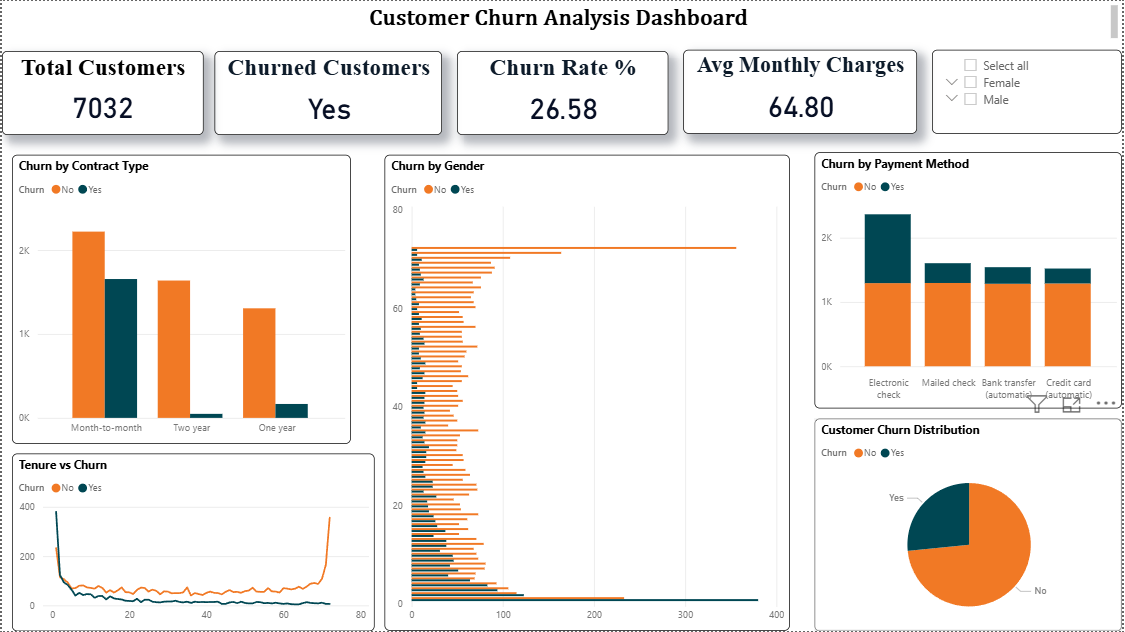 Customer Churn Analysis Dashboard
Total Customers
7032
Churned Customers
Yes
Churn Rate %
26.58
Avg Monthly Charges
64.80
Select all
Female
Male
Churn by Contract Type
Churn No Yes
2K
1K
0K
Month-to-month Two year One year
Churn by Gender
Churn No Yes
80
60
40
20
0
0 100 200 300 400
Churn by Payment Method
Churn No Yes
2K
1K
0K
Electronic check Mailed check Bank transfer (automatic) Credit card (automatic)
Tenure vs Churn
Churn No Yes
400
200
0
0 20 40 60 80
Customer Churn Distribution
Churn No Yes
Yes
No